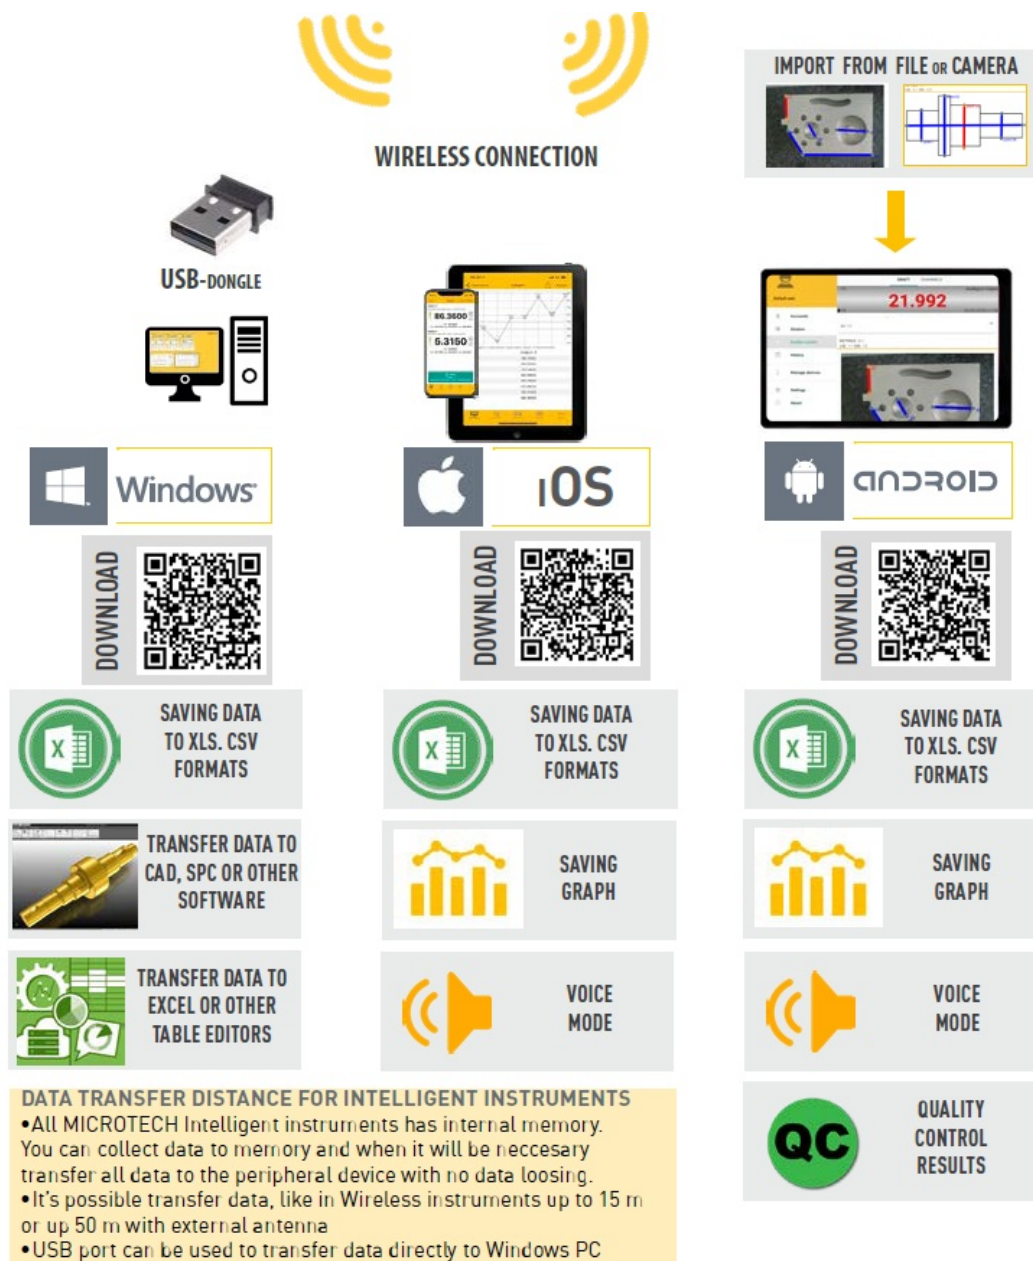 IMPORT FROM FILE OR CAMERA
WIRELESS CONNECTION
USB-DONGLE
86.3600
5.3150
21.992
Windows
iOS
ANDROID
DOWNLOAD
DOWNLOAD
DOWNLOAD
SAVING DATA
TO XLS. CSV
FORMATS
SAVING DATA
TO XLS. CSV
FORMATS
SAVING DATA
TO XLS. CSV
FORMATS
TRANSFER DATA TO
CAD, SPC OR OTHER
SOFTWARE
SAVING
GRAPH
SAVING
GRAPH
TRANSFER DATA TO
EXCEL OR OTHER
TABLE EDITORS
VOICE
MODE
VOICE
MODE
DATA TRANSFER DISTANCE FOR INTELLIGENT INSTRUMENTS
•All MICROTECH Intelligent instruments has internal memory.
You can collect data to memory and when it will be neccesary
transfer all data to the peripheral device with no data loosing.
•It's possible transfer data, like in Wireless instruments up to 15 m
or up 50 m with external antenna
•USB port can be used to transfer data directly to Windows PC
QC
QUALITY
CONTROL
RESULTS